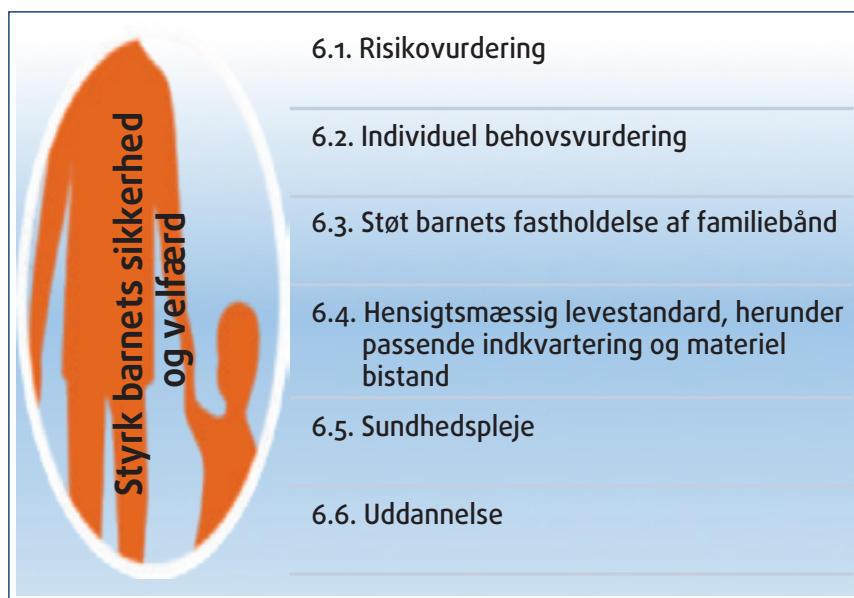 Styrk barnets sikkerhed
og velfærd
6.1. Risikovurdering
6.2. Individuel behovsvurdering
6.3. Støt barnets fastholdelse af familiebånd
6.4. Hensigtsmæssig levestandard, herunder
passende indkvartering og materiel
bistand
6.5. Sundhedspleje
6.6. Uddannelse